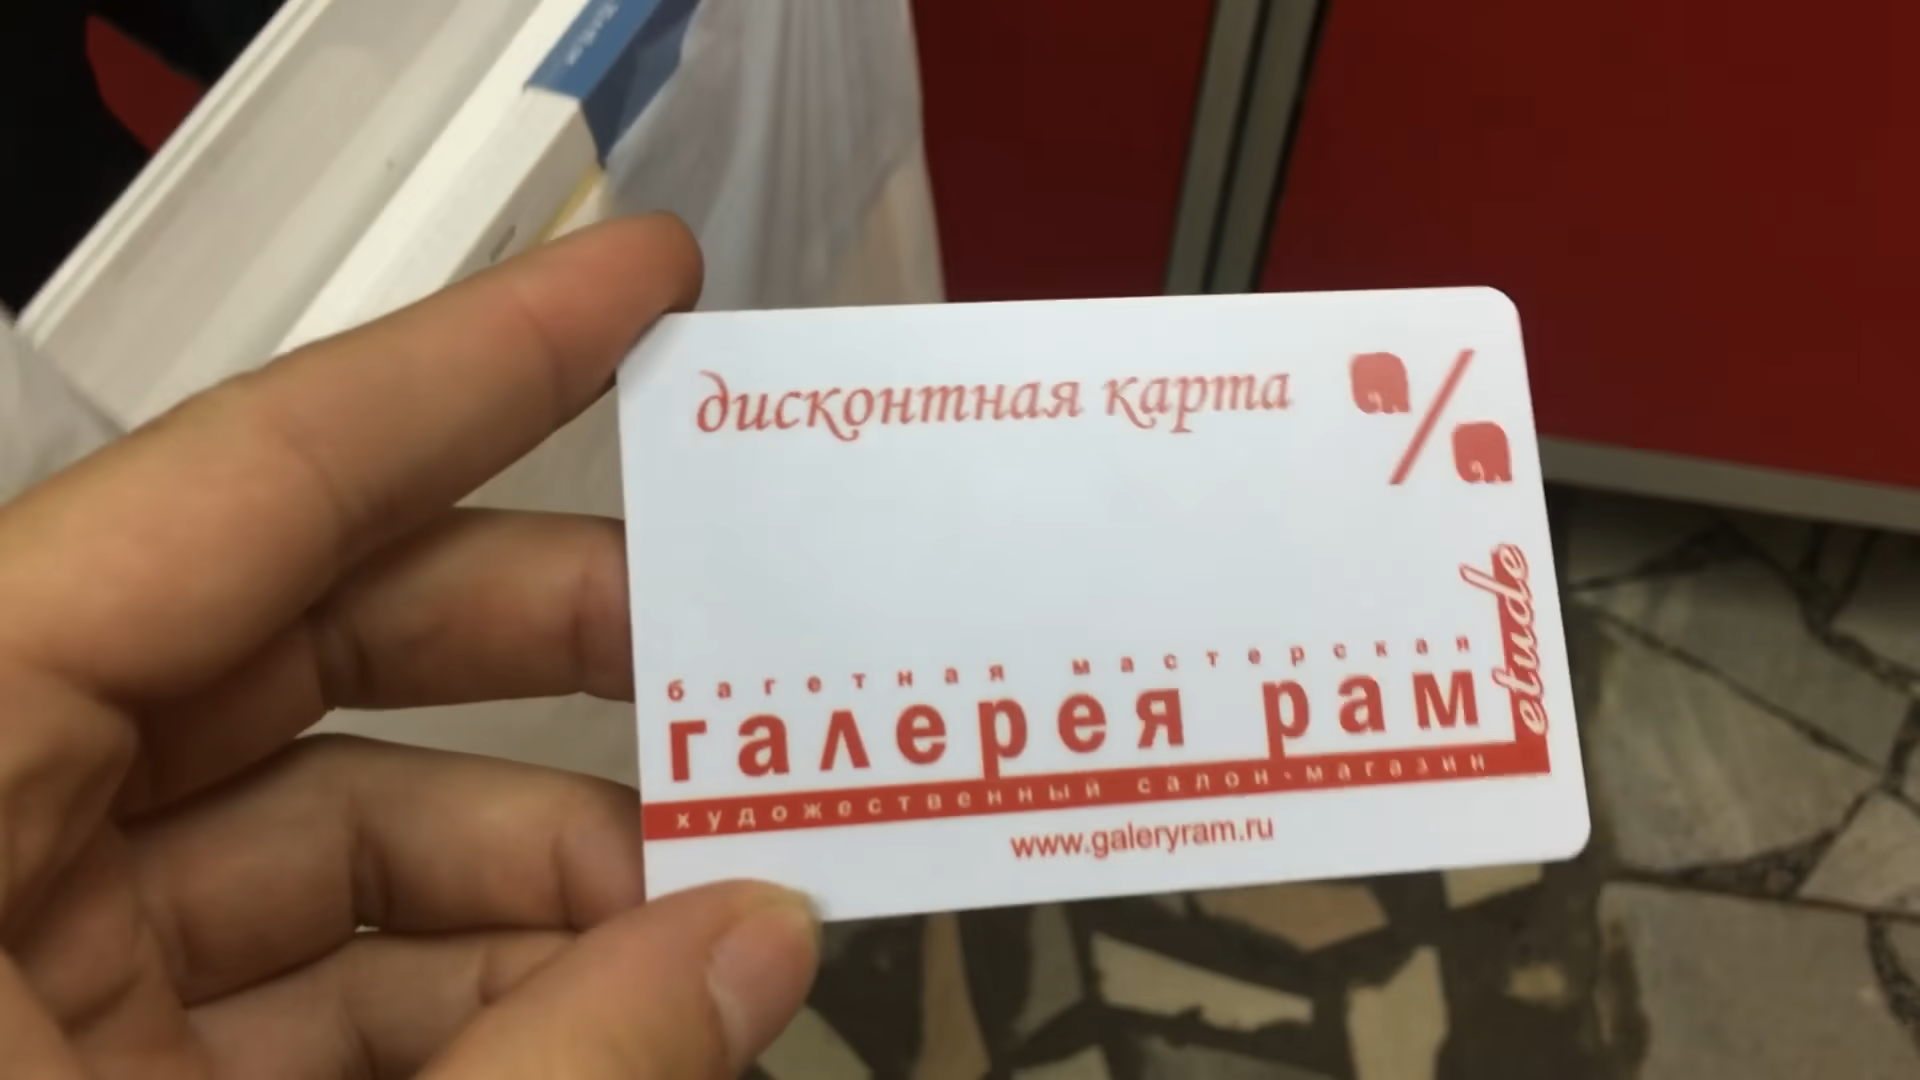 дисконтная карта
etude
багетная мастерская
галерея рам
художественный салон-магазин
www.galeryram.ru